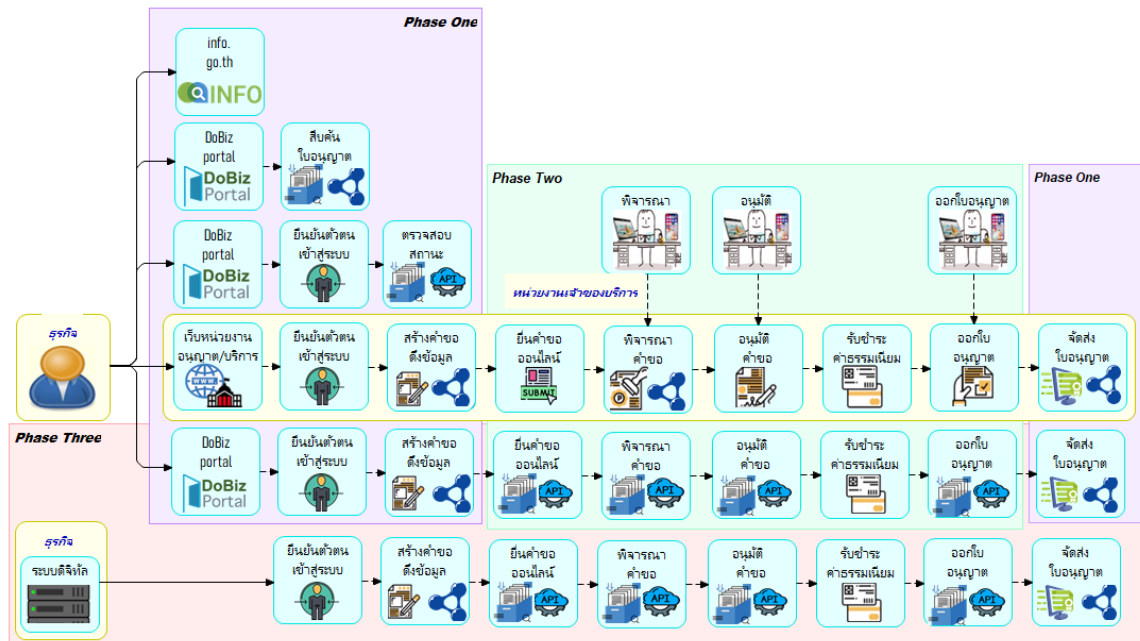 Phase One
info.
go.th
INFO
DoBiz
portal
DoBiz
Portal
สืบค้น
ใบอนุญาต
Phase Two
Phase One
พิจารณา
อนุมัติ
ออกใบอนุญาต
DoBiz
portal
DoBiz
Portal
ยืนยันตัวตน
เข้าสู่ระบบ
ตรวจสอบ
สถานะ
API
หน่วยงานเจ้าของบริการ
ธุรกิจ
เว็บหน่วยงาน
อนุญาต/บริการ
WWW.
ยืนยันตัวตน
เข้าสู่ระบบ
สร้างคำขอ
ดึงข้อมูล
ยื่นคำขอ
ออนไลน์
SUBMIT
พิจารณา
คำขอ
อนุมัติ
คำขอ
รับชำระ
ค่าธรรมเนียม
ออกใบ
อนุญาต
จัดส่ง
ใบอนุญาต
Phase Three
DoBiz
portal
DoBiz
Portal
ยืนยันตัวตน
เข้าสู่ระบบ
สร้างคำขอ
ดึงข้อมูล
ยื่นคำขอ
ออนไลน์
API
พิจารณา
คำขอ
API
อนุมัติ
คำขอ
API
รับชำระ
ค่าธรรมเนียม
ออกใบ
อนุญาต
API
จัดส่ง
ใบอนุญาต
ธุรกิจ
ระบบดิจิทัล
ยืนยันตัวตน
เข้าสู่ระบบ
สร้างคำขอ
ดึงข้อมูล
ยื่นคำขอ
ออนไลน์
API
พิจารณา
คำขอ
API
อนุมัติ
คำขอ
API
รับชำระ
ค่าธรรมเนียม
ออกใบ
อนุญาต
API
จัดส่ง
ใบอนุญาต